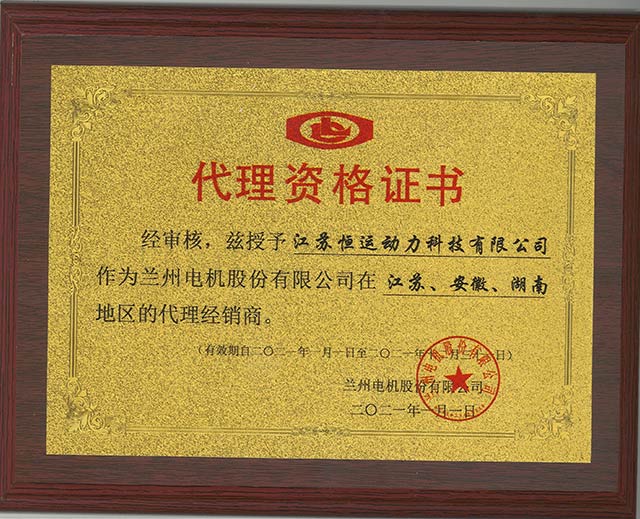 代理资格证书
经审核，兹授予 江苏恒运动力科技有限公司
作为兰州电机股份有限公司在 江苏、安徽、湖南
地区的代理经销商。
（有效期自二〇二一年一月一日至二〇二一年十二月三十一日）
兰州电机股份有限公司
二〇二一年一月一日